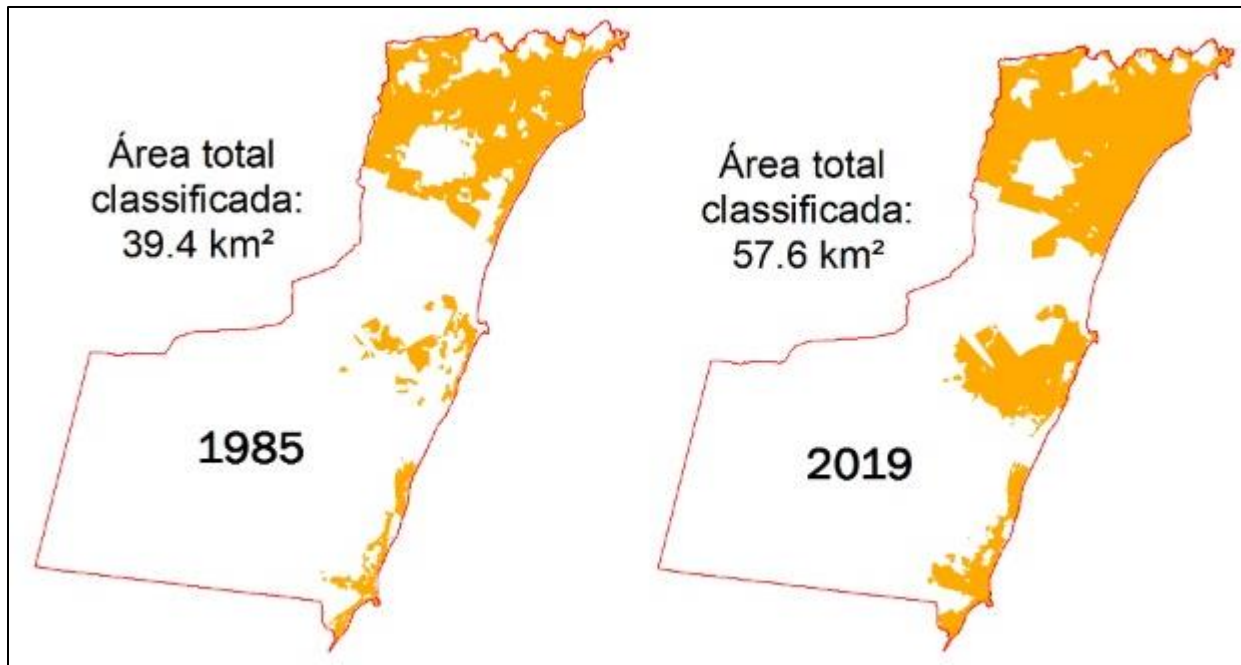 Área total
classificada:
39.4 km²
1985
Área total
classificada:
57.6 km²
2019